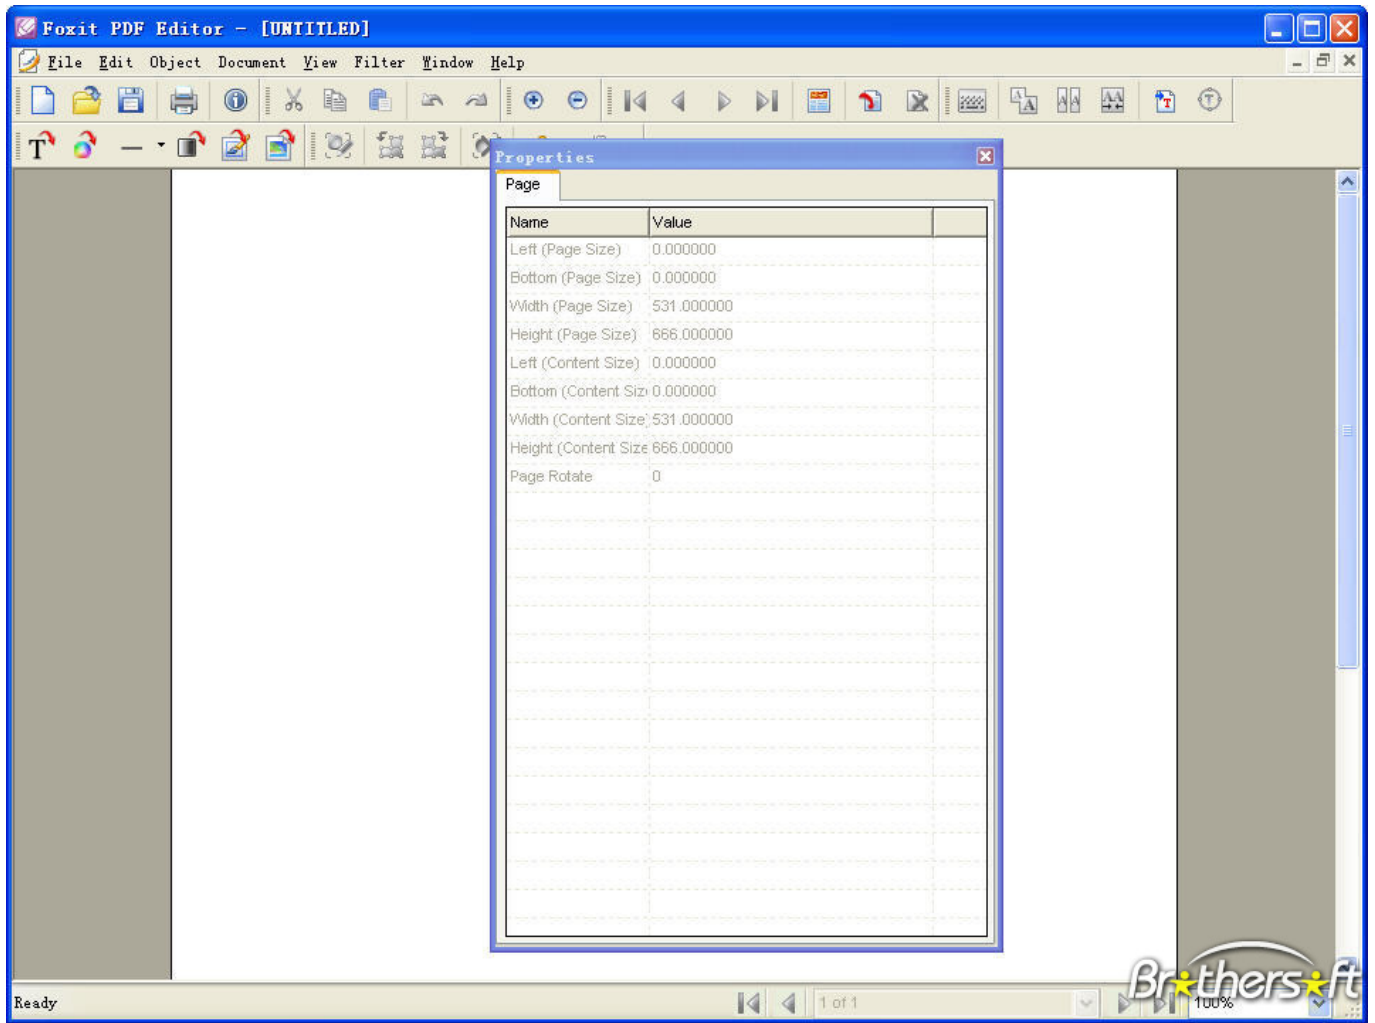 Foxit PDF Editor - [UNTITLED]
File Edit Object Document View Filter Window Help
Properties
Page
Name Value
Left (Page Size) 0.000000
Bottom (Page Size) 0.000000
Width (Page Size) 531.000000
Height (Page Size) 666.000000
Left (Content Size) 0.000000
Bottom (Content Siz 0.000000
Width (Content Size) 531.000000
Height (Content Size 666.000000
Page Rotate 0
Ready
1 of 1
100%
Brothersoft